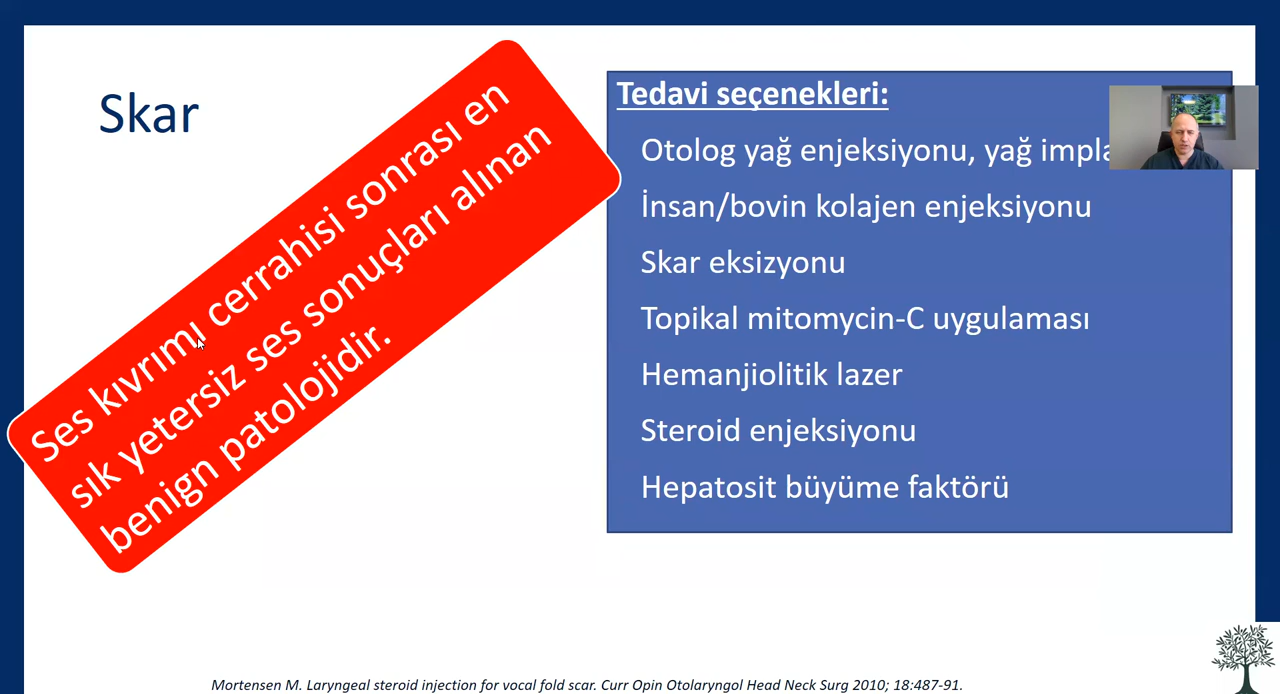 Skar
Ses kıvrımı cerrahisi sonrası en
sık yetersiz ses sonuçları alınan
benign patolojidir.
Tedavi seçenekleri:
Otolog yağ enjeksiyonu, yağ
İnsan/bovin kolajen enjeksiyonu
Skar eksizyonu
Topikal mitomycin-C uygulaması
Hemanjiolitik lazer
Steroid enjeksiyonu
Hepatosit büyüme faktörü
Mortensen M. Laryngeal steroid injection for vocal fold scar. Curr Opin Otolaryngol Head Neck Surg 2010; 18:487-91.